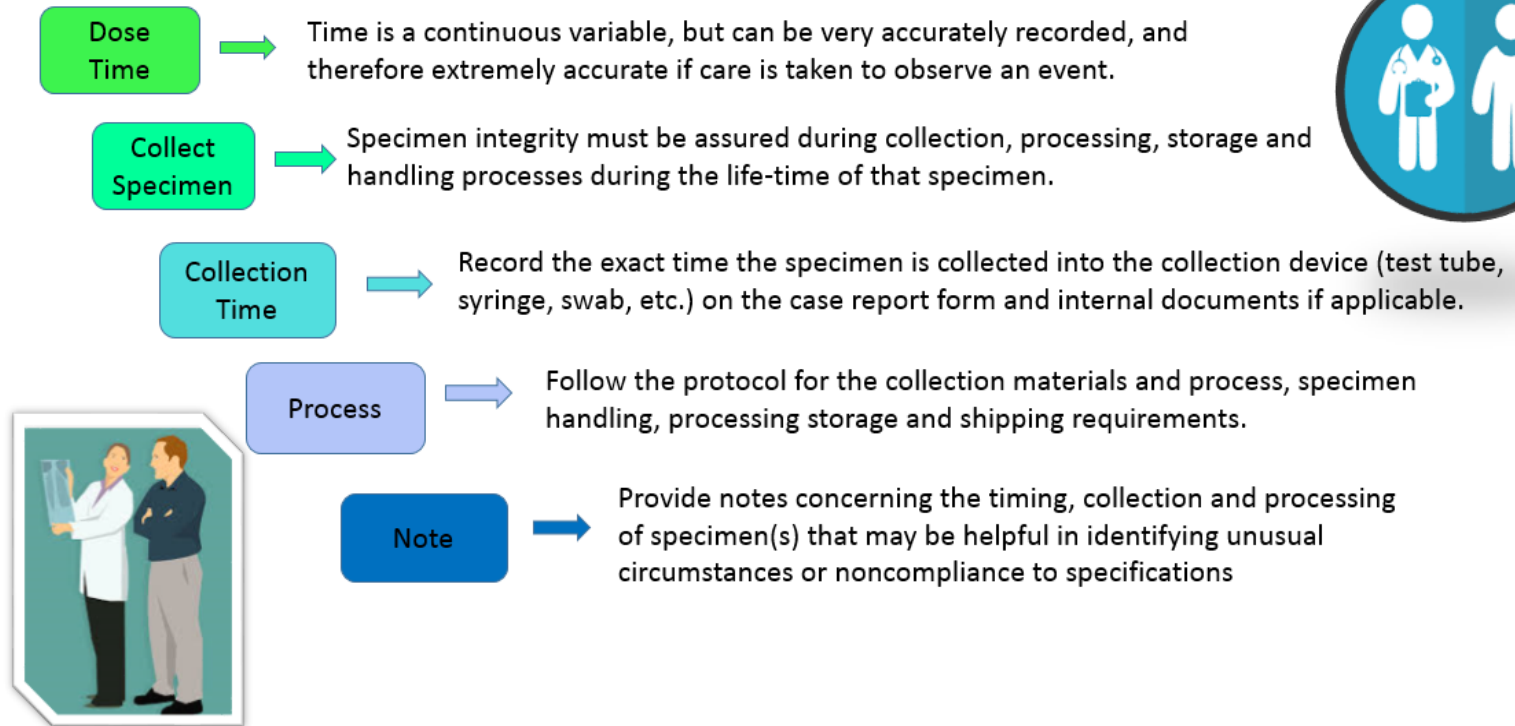 Dose
Time
Time is a continuous variable, but can be very accurately recorded, and
therefore extremely accurate if care is taken to observe an event.
Collect
Specimen
Specimen integrity must be assured during collection, processing, storage and
handling processes during the life-time of that specimen.
Collection
Time
Record the exact time the specimen is collected into the collection device (test tube,
syringe, swab, etc.) on the case report form and internal documents if applicable.
Process
Follow the protocol for the collection materials and process, specimen
handling, processing storage and shipping requirements.
Note
Provide notes concerning the timing, collection and processing
of specimen(s) that may be helpful in identifying unusual
circumstances or noncompliance to specifications